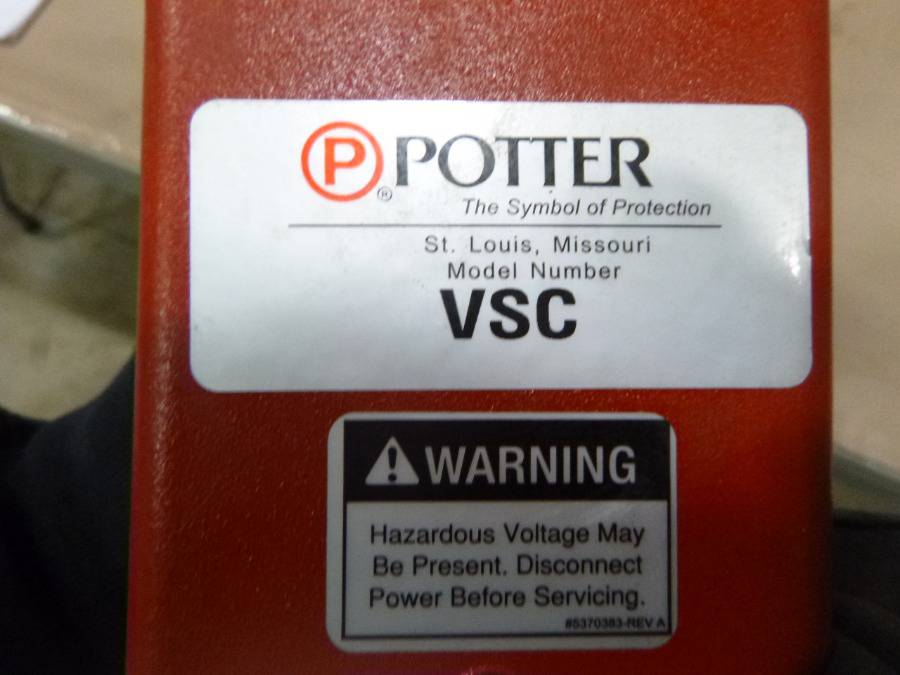 P® POTTER
The Symbol of Protection
St. Louis, Missouri
Model Number
VSC
WARNING
Hazardous Voltage May
Be Present. Disconnect
Power Before Servicing.
#5370383-REV A